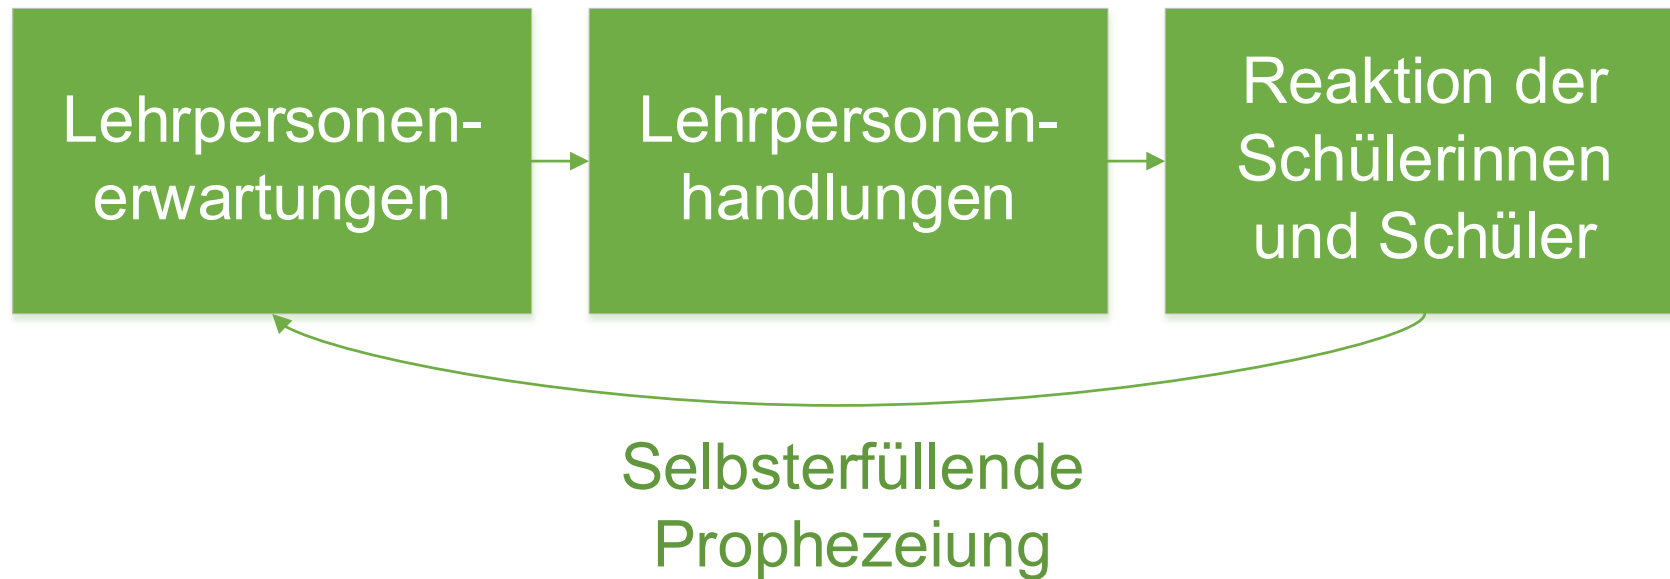 Lehrpersonen-
erwartungen
Lehrpersonen-
handlungen
Reaktion der
Schülerinnen
und Schüler
Selbsterfüllende
Prophezeiung